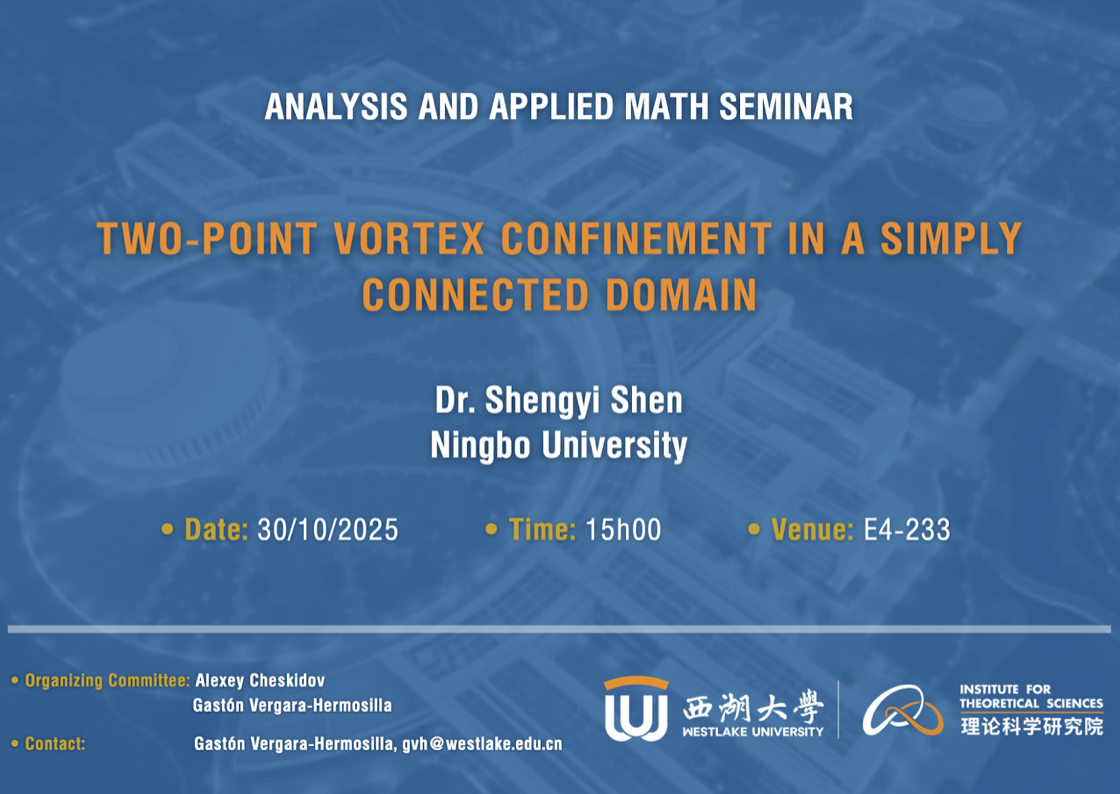 ANALYSIS AND APPLIED MATH SEMINAR
TWO-POINT VORTEX CONFINEMENT IN A SIMPLY
CONNECTED DOMAIN
Dr. Shengyi Shen
Ningbo University
• Date: 30/10/2025 • Time: 15h00 • Venue: E4-233
• Organizing Committee: Alexey Cheskidov
Gastón Vergara-Hermosilla
• Contact: Gastón Vergara-Hermosilla, gvh@westlake.edu.cn
西湖大學
WESTLAKE UNIVERSITY
INSTITUTE FOR
THEORETICAL SCIENCES
理论科学研究院